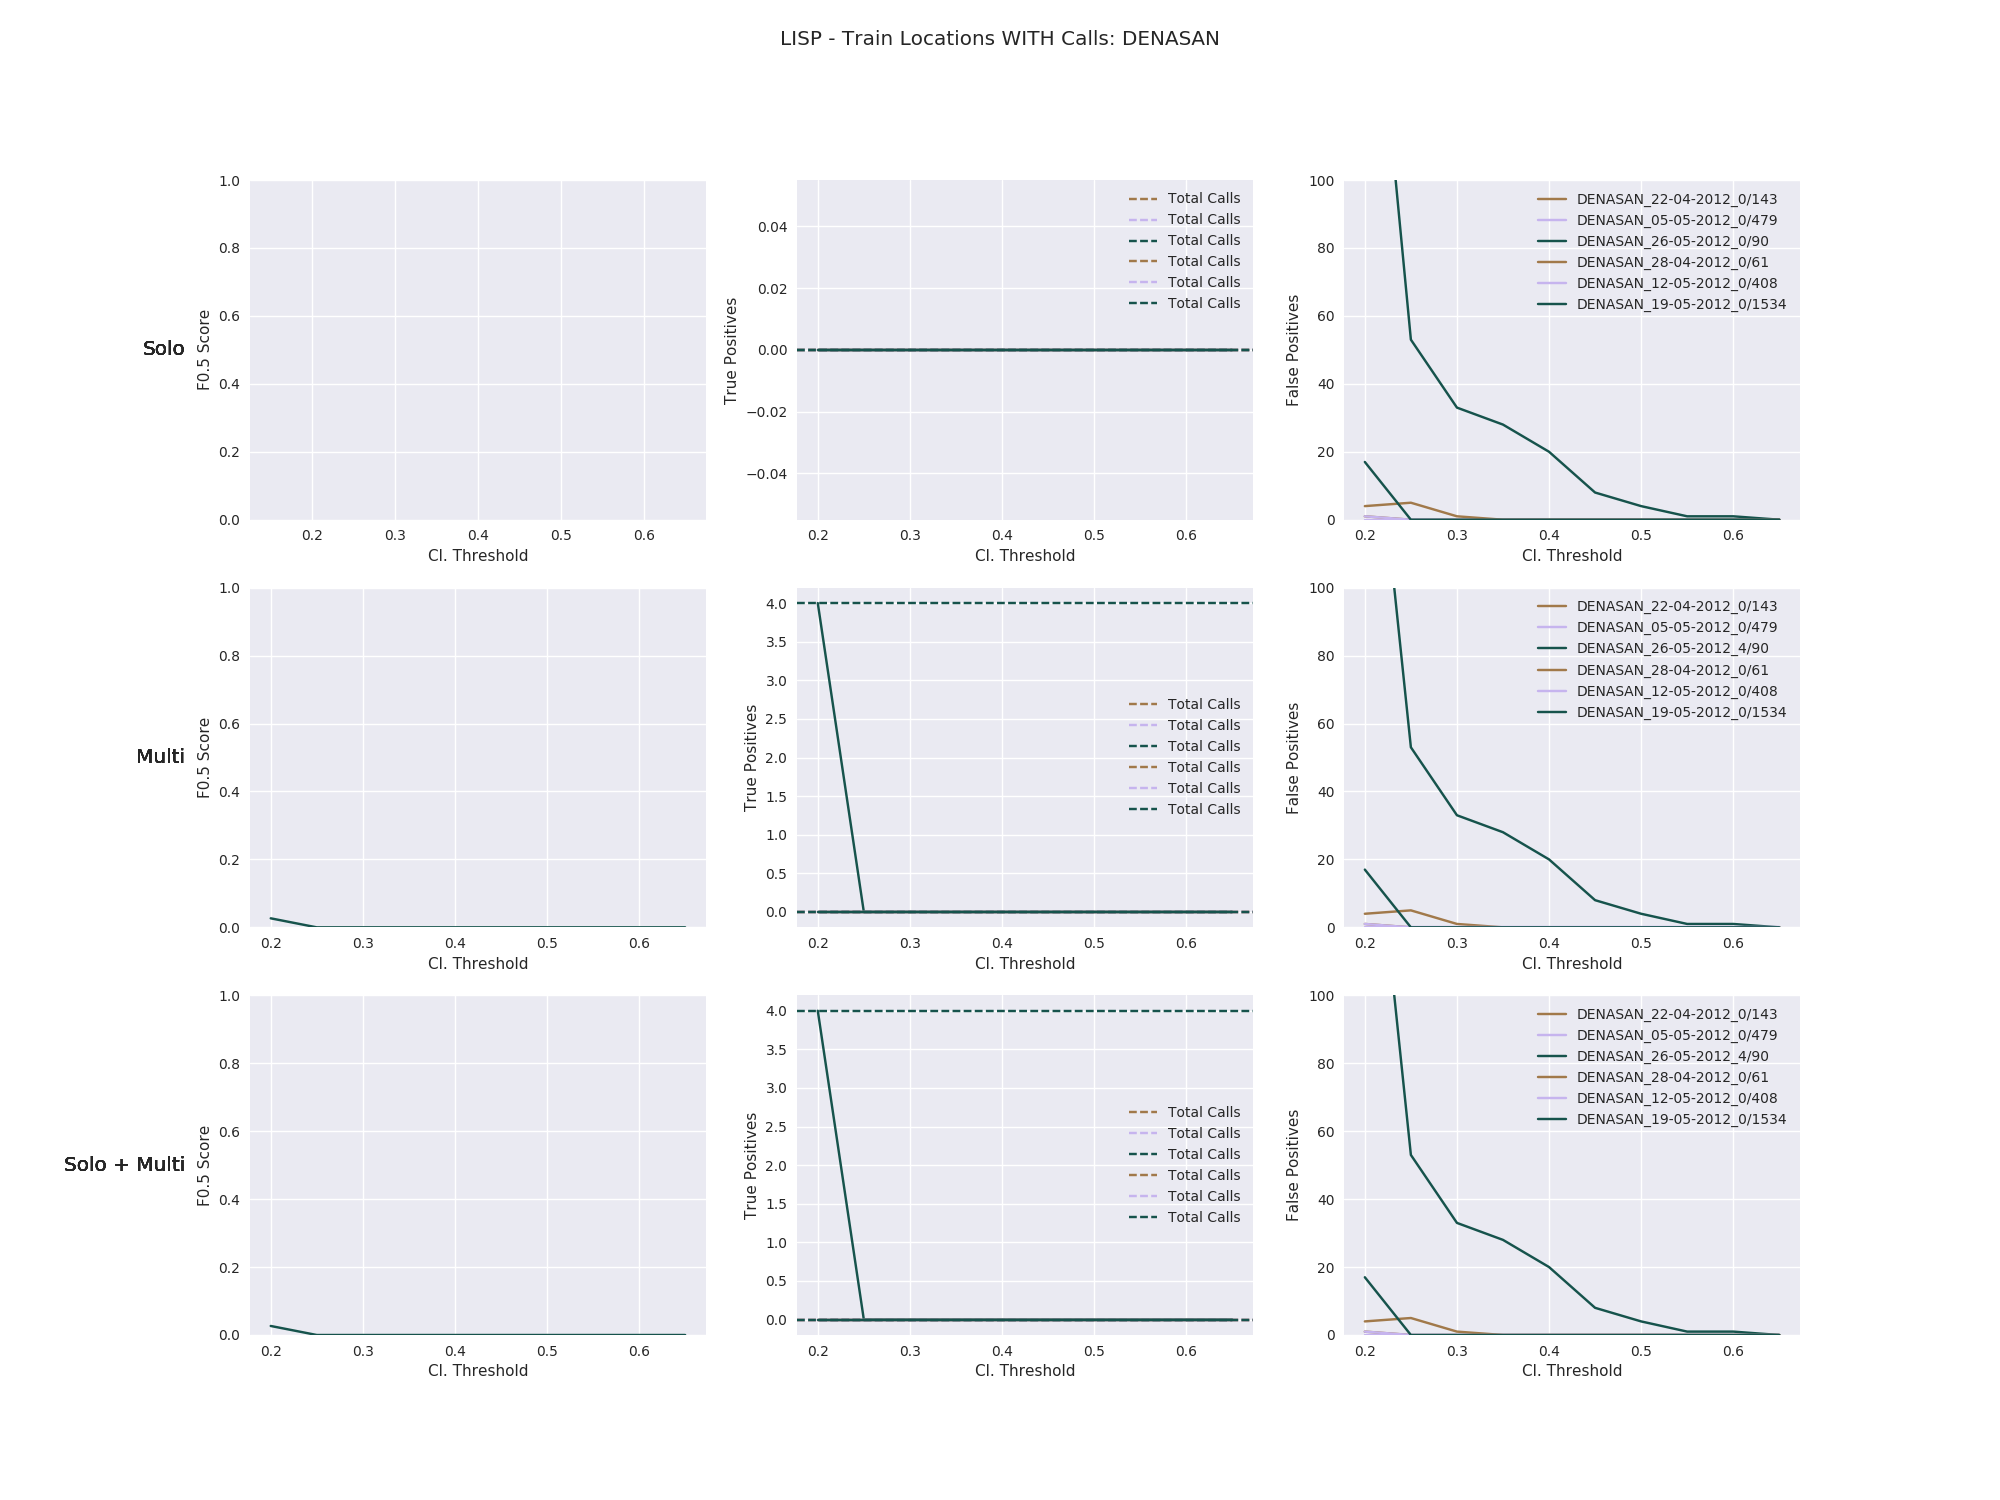 LISP - Train Locations WITH Calls: DENASAN
Solo
F0.5 Score
1.0
0.8
0.6
0.4
0.2
0.0
0.2 0.3 0.4 0.5 0.6
Cl. Threshold
True Positives
0.04
0.02
0.00
−0.02
−0.04
Total Calls
Total Calls
Total Calls
Total Calls
Total Calls
Total Calls
0.2 0.3 0.4 0.5 0.6
Cl. Threshold
False Positives
100
80
60
40
20
0
DENASAN_22-04-2012_0/143
DENASAN_05-05-2012_0/479
DENASAN_26-05-2012_0/90
DENASAN_28-04-2012_0/61
DENASAN_12-05-2012_0/408
DENASAN_19-05-2012_0/1534
0.2 0.3 0.4 0.5 0.6
Cl. Threshold
Multi
F0.5 Score
1.0
0.8
0.6
0.4
0.2
0.0
0.2 0.3 0.4 0.5 0.6
Cl. Threshold
True Positives
4.0
3.5
3.0
2.5
2.0
1.5
1.0
0.5
0.0
Total Calls
Total Calls
Total Calls
Total Calls
Total Calls
Total Calls
0.2 0.3 0.4 0.5 0.6
Cl. Threshold
False Positives
100
80
60
40
20
0
DENASAN_22-04-2012_0/143
DENASAN_05-05-2012_0/479
DENASAN_26-05-2012_4/90
DENASAN_28-04-2012_0/61
DENASAN_12-05-2012_0/408
DENASAN_19-05-2012_0/1534
0.2 0.3 0.4 0.5 0.6
Cl. Threshold
Solo + Multi
F0.5 Score
1.0
0.8
0.6
0.4
0.2
0.0
0.2 0.3 0.4 0.5 0.6
Cl. Threshold
True Positives
4.0
3.5
3.0
2.5
2.0
1.5
1.0
0.5
0.0
Total Calls
Total Calls
Total Calls
Total Calls
Total Calls
Total Calls
0.2 0.3 0.4 0.5 0.6
Cl. Threshold
False Positives
100
80
60
40
20
0
DENASAN_22-04-2012_0/143
DENASAN_05-05-2012_0/479
DENASAN_26-05-2012_4/90
DENASAN_28-04-2012_0/61
DENASAN_12-05-2012_0/408
DENASAN_19-05-2012_0/1534
0.2 0.3 0.4 0.5 0.6
Cl. Threshold